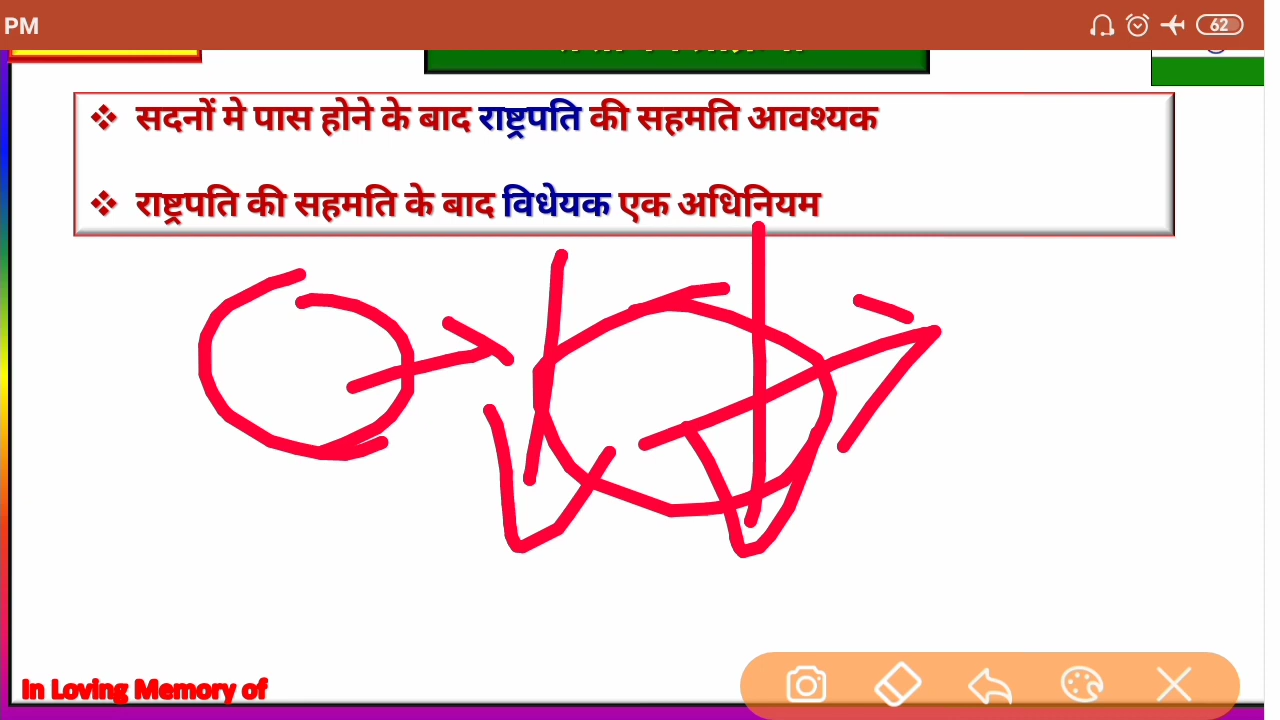 PM
62
❖ सदनों मे पास होने के बाद राष्ट्रपति की सहमति आवश्यक
❖ राष्ट्रपति की सहमति के बाद विधेयक एक अधिनियम
In Loving Memory of